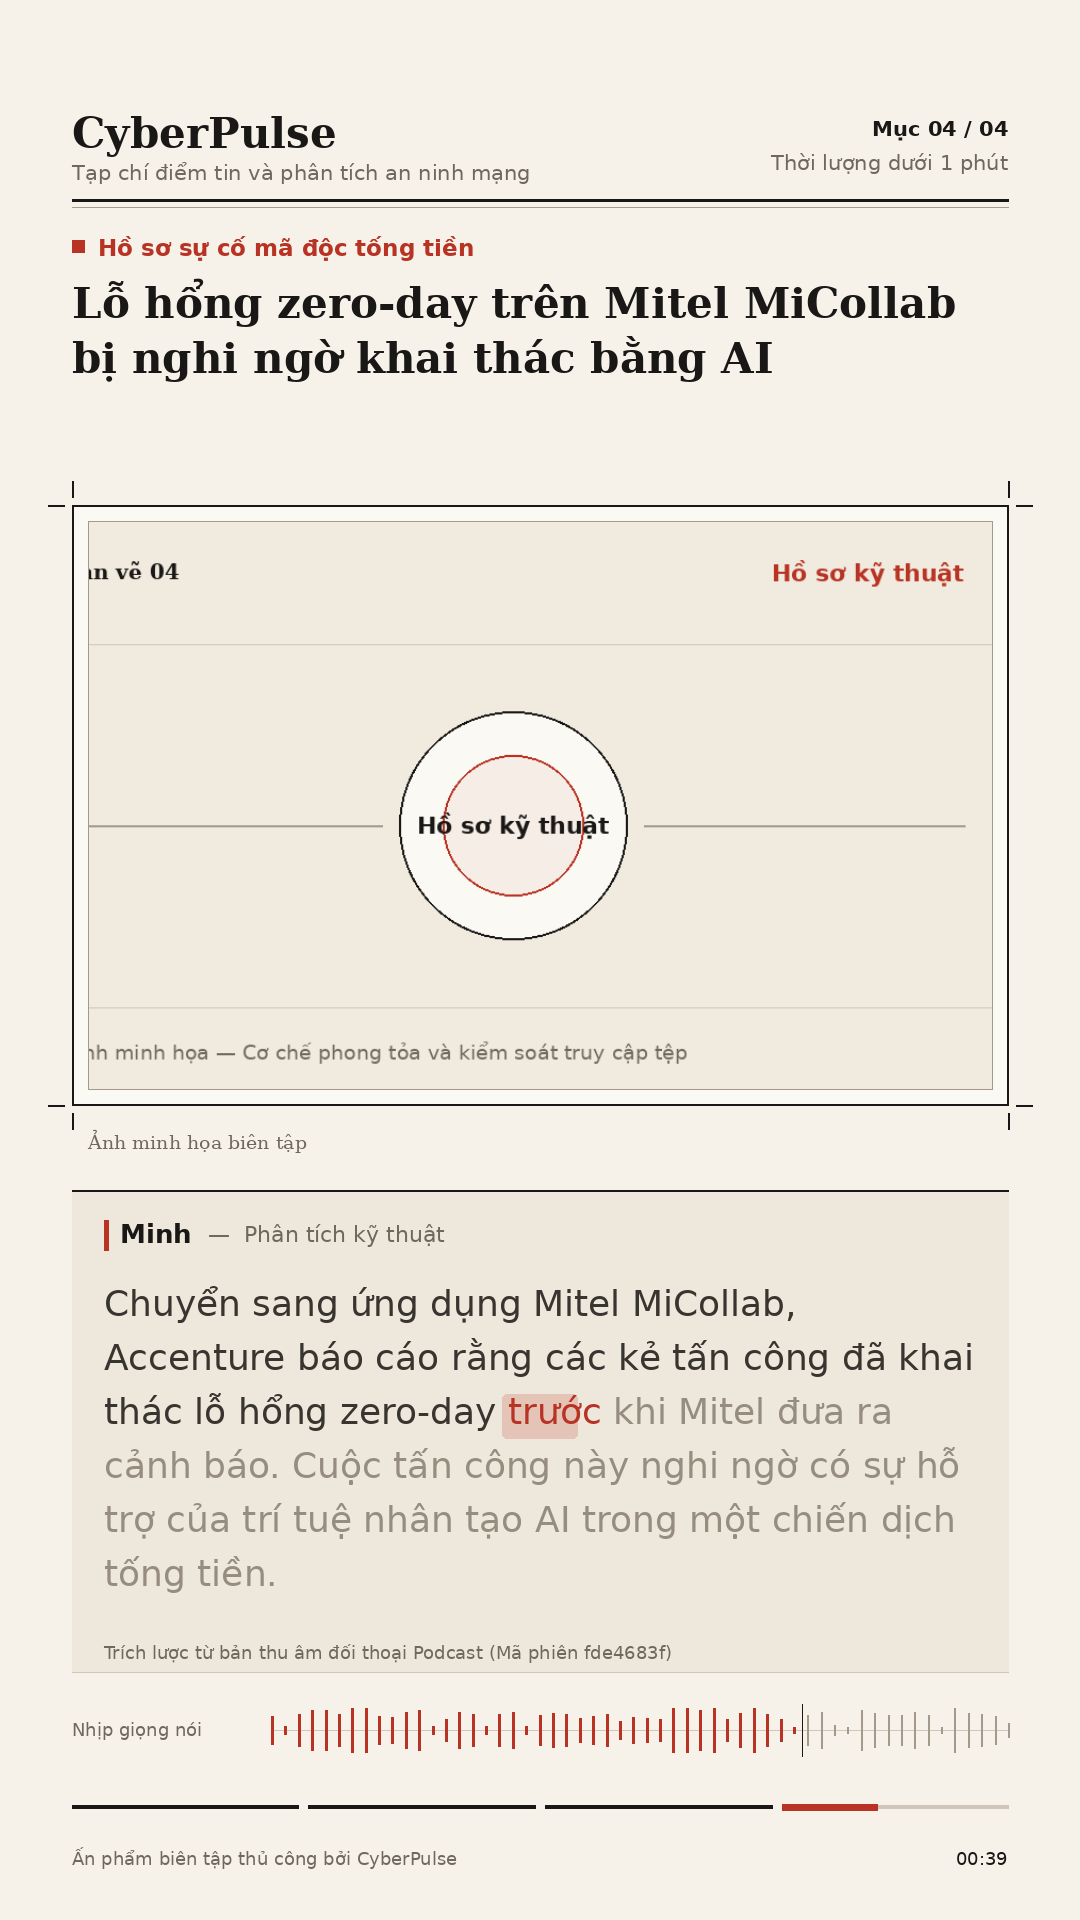 CyberPulse
Tạp chí điểm tin và phân tích an ninh mạng
Mục 04 / 04
Thời lượng dưới 1 phút
Hồ sơ sự cố mã độc tống tiền
Lỗ hổng zero-day trên Mitel MiCollab
bị nghi ngờ khai thác bằng AI
vẽ 04
Hồ sơ kỹ thuật
Hồ sơ kỹ thuật
minh họa — Cơ chế phong tỏa và kiểm soát truy cập tệp
Ảnh minh họa biên tập
Minh — Phân tích kỹ thuật
Chuyển sang ứng dụng Mitel MiCollab,
Accenture báo cáo rằng các kẻ tấn công đã khai
thác lỗ hổng zero-day trước khi Mitel đưa ra
cảnh báo. Cuộc tấn công này nghi ngờ có sự hỗ
trợ của trí tuệ nhân tạo AI trong một chiến dịch
tống tiền.
Trích lược từ bản thu âm đối thoại Podcast (Mã phiên fde4683f)
Nhịp giọng nói
Ấn phẩm biên tập thủ công bởi CyberPulse
00:39